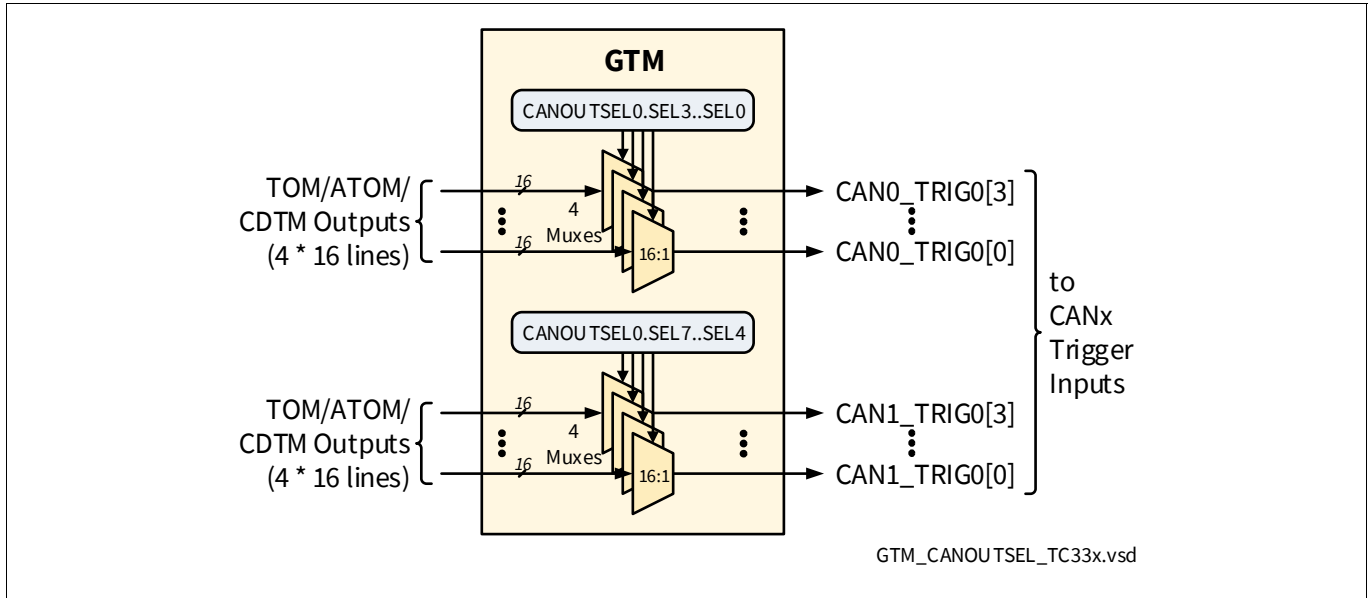 GTM
CANOUTSEL0.SEL3..SEL0
TOM/ATOM/
CDTM Outputs
(4 * 16 lines)
16
16
4
Muxes
16:1
CAN0_TRIG0[3]
CAN0_TRIG0[0]
CANOUTSEL0.SEL7..SEL4
TOM/ATOM/
CDTM Outputs
(4 * 16 lines)
16
16
4
Muxes
16:1
CAN1_TRIG0[3]
CAN1_TRIG0[0]
to
CANx
Trigger
Inputs
GTM_CANOUTSEL_TC33x.vsd